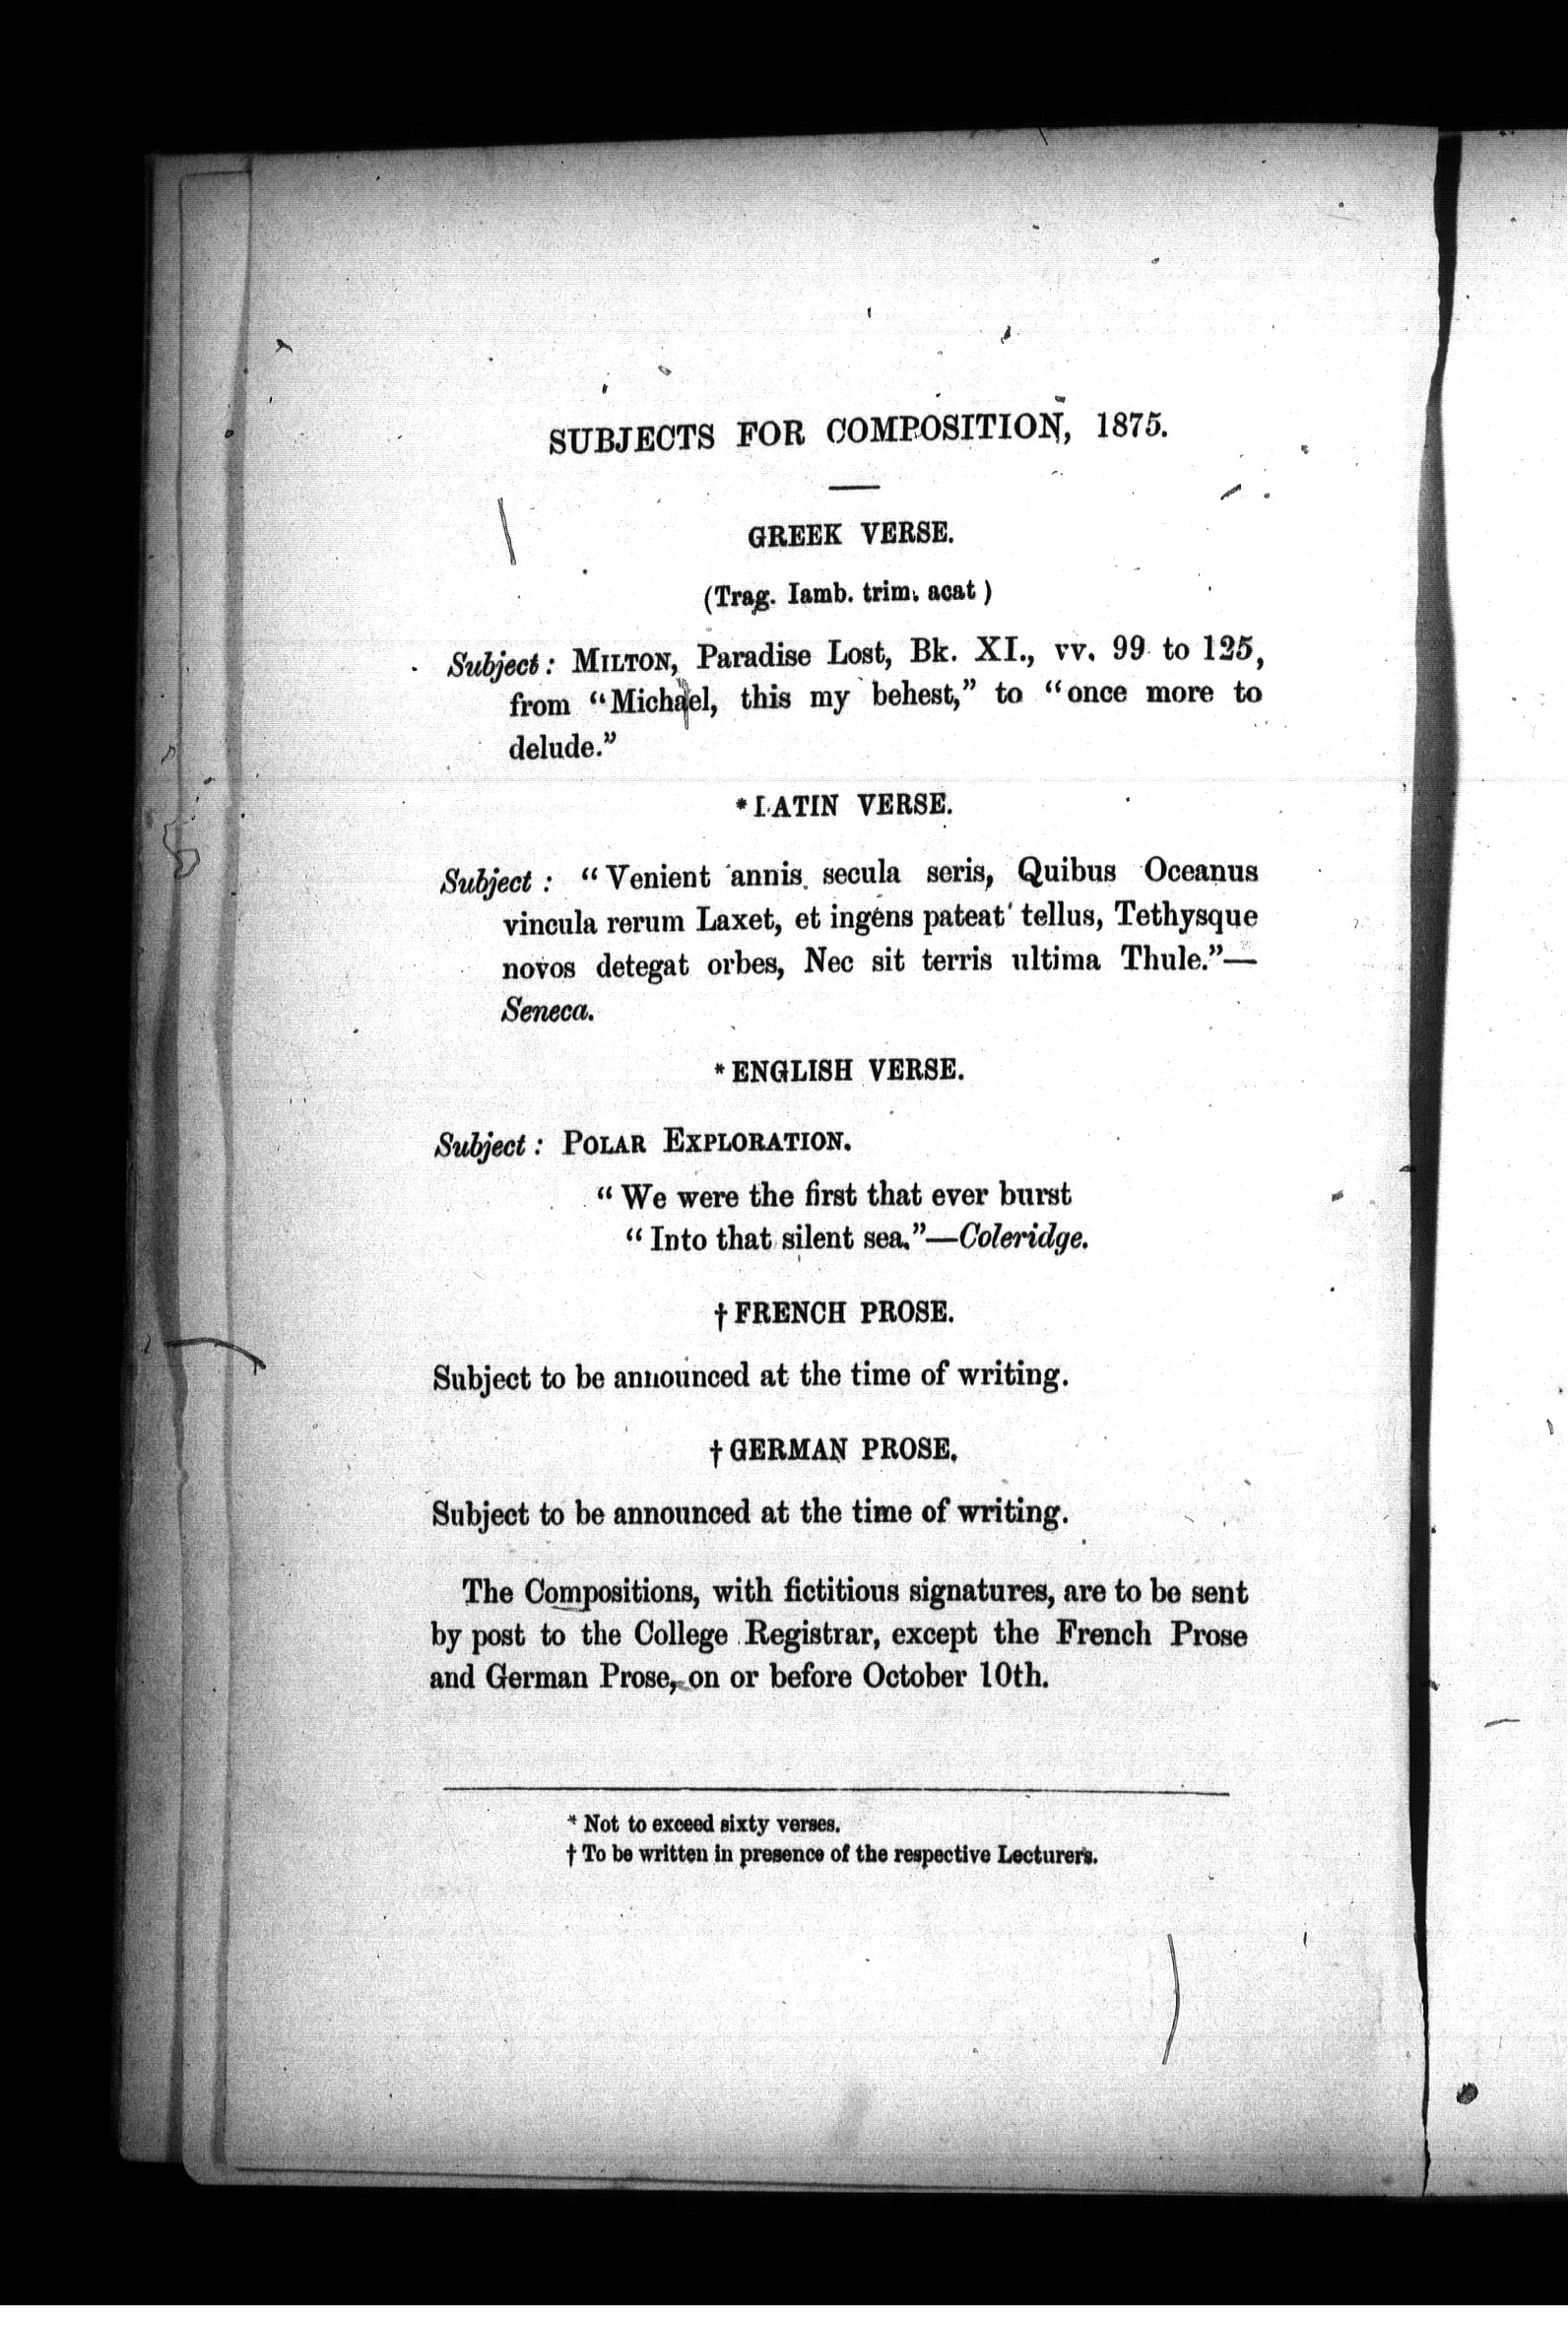 SUBJECTS FOR COMPOSITION, 1875.
GREEK VERSE.
(Trag. Iamb. trim. acat)
Subject: MILTON, Paradise Lost, Bk. XI., vv. 99 to 125,
from “Michael, this my behest,” to “once more to
delude.”
*LATIN VERSE.
Subject: “Venient annis secula seris, Quibus Oceanus
vincula rerum Laxet, et ingens pateat tellus, Tethysque
novos detegat orbes, Nec sit terris ultima Thule.”—
Seneca.
*ENGLISH VERSE.
Subject: POLAR EXPLORATION.
“We were the first that ever burst
“Into that silent sea.”—Coleridge.
†FRENCH PROSE.
Subject to be announced at the time of writing.
†GERMAN PROSE.
Subject to be announced at the time of writing.
The Compositions, with fictitious signatures, are to be sent
by post to the College Registrar, except the French Prose
and German Prose, on or before October 10th.
* Not to exceed sixty verses.
† To be written in presence of the respective Lecturers.